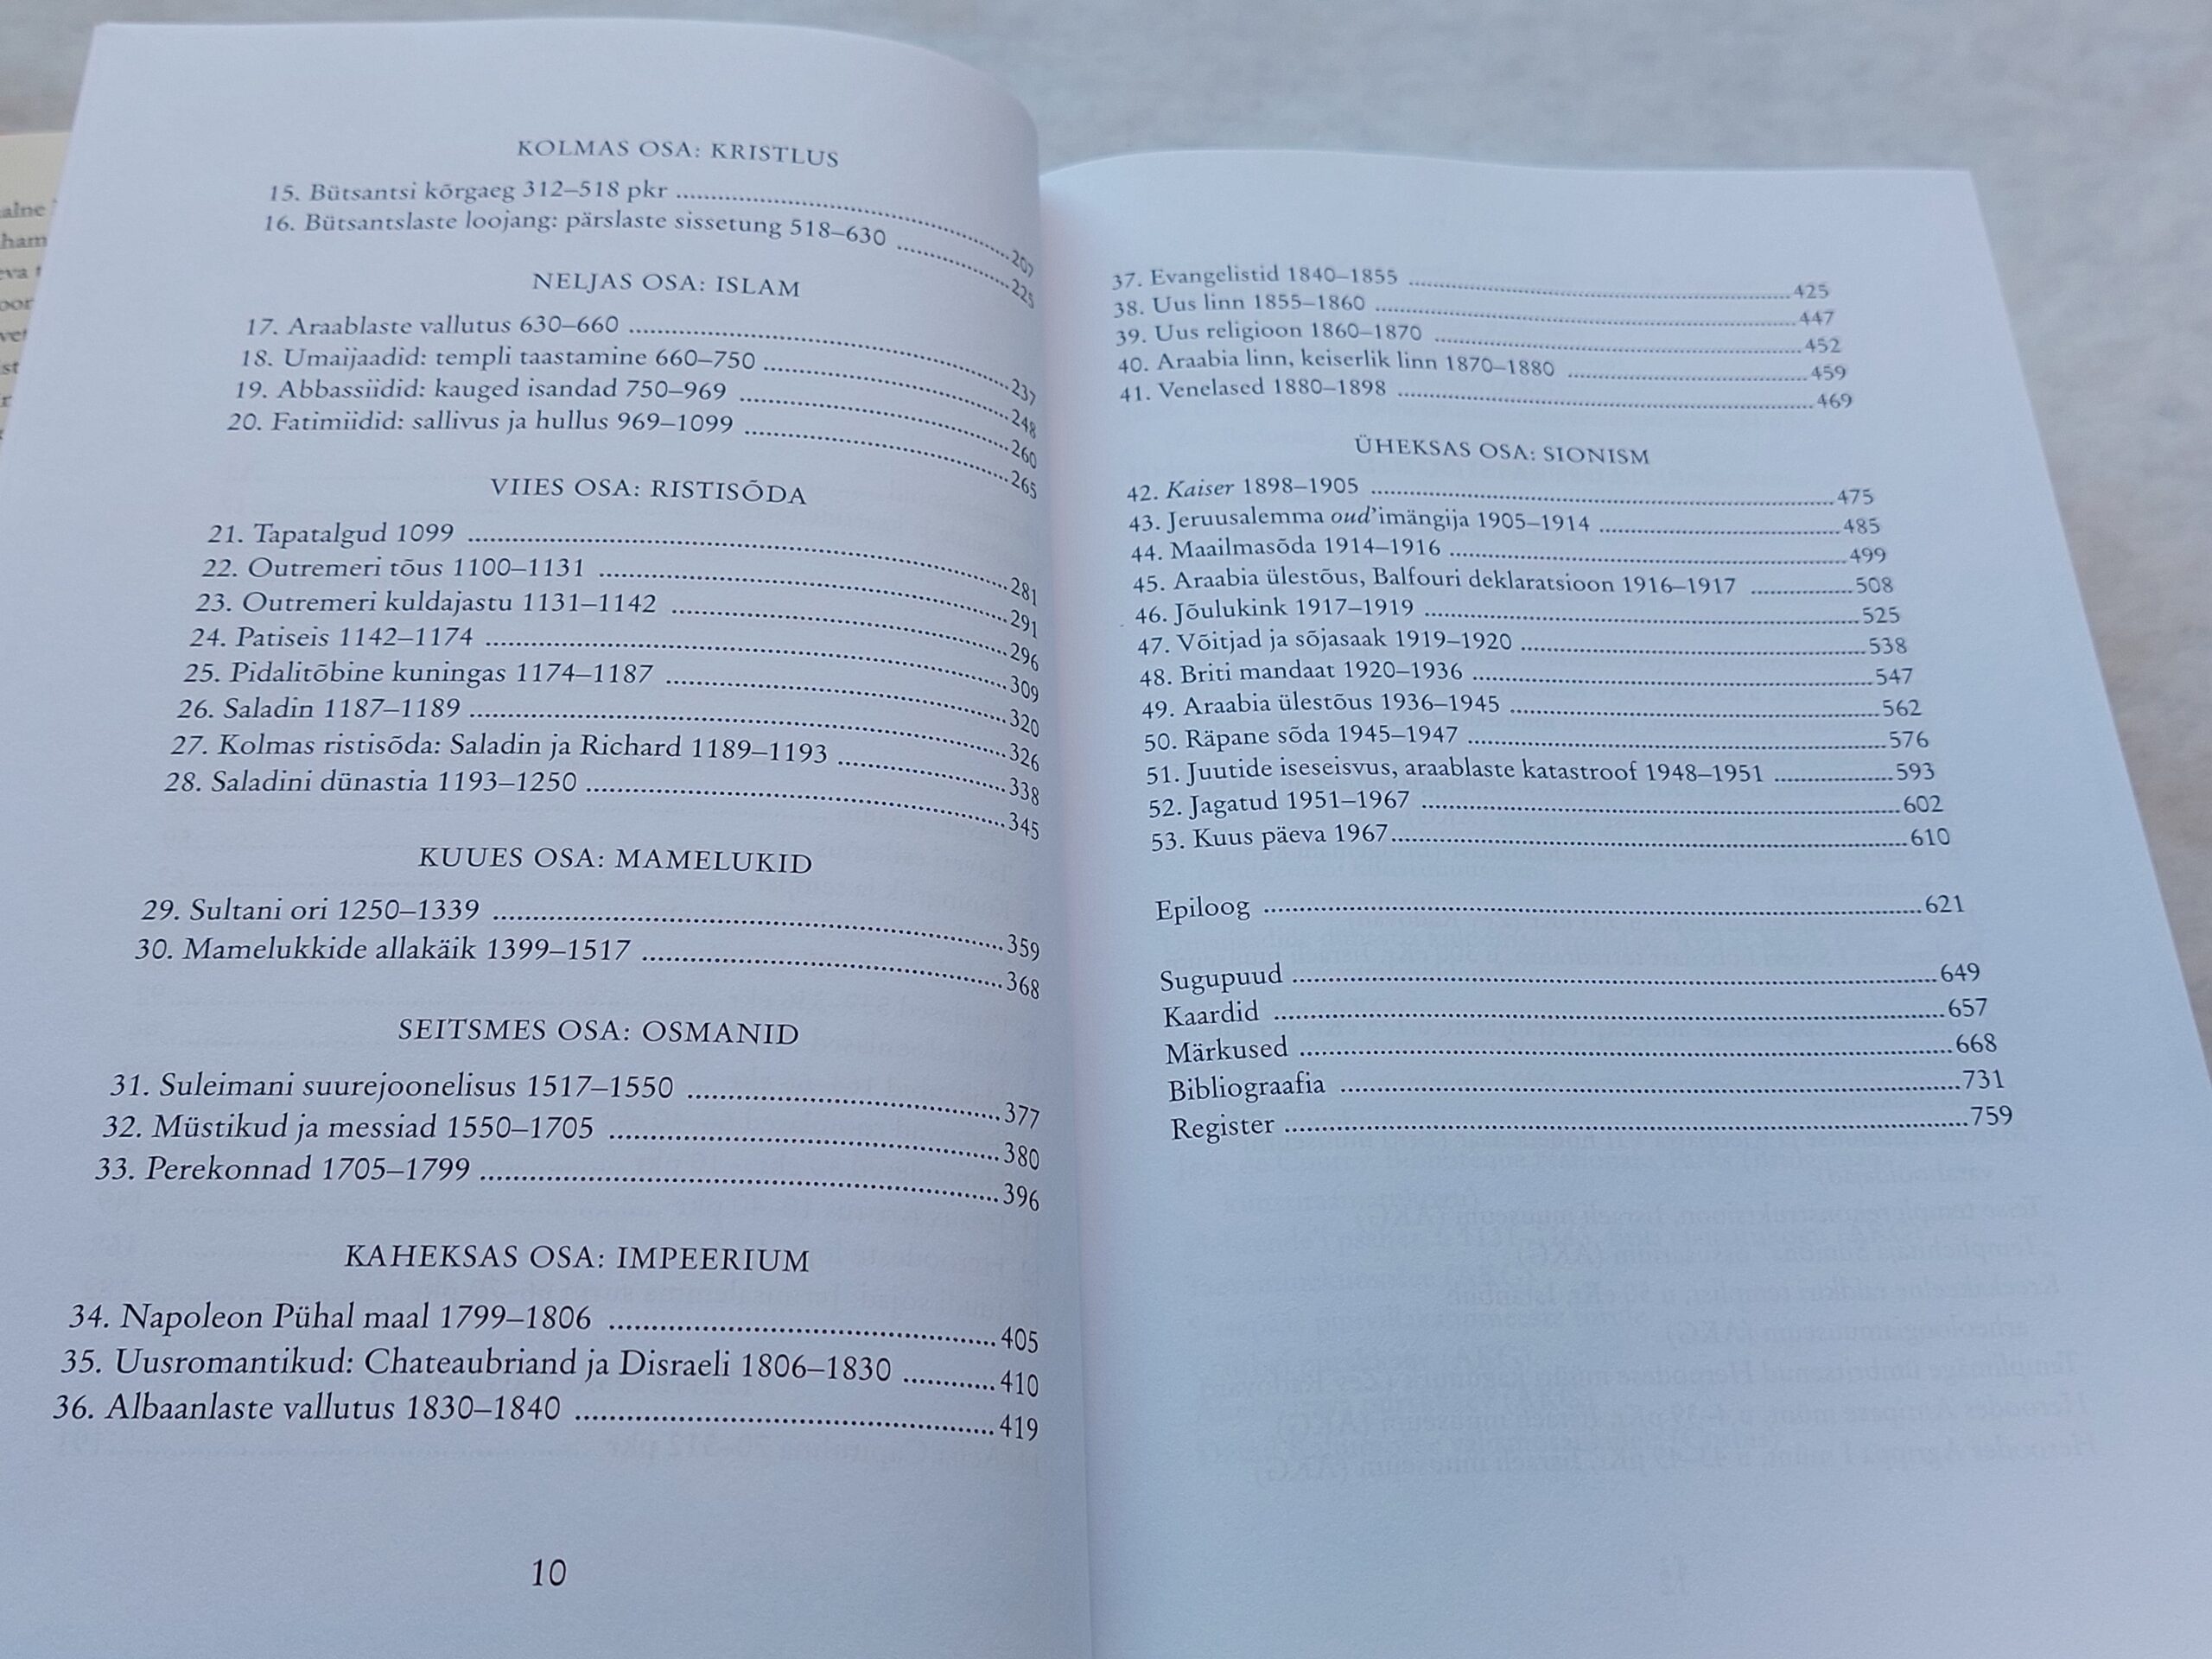 KOLMAS OSA: KRISTLUS
15. Bütsantsi kõrgaeg 312–518 pkr ........ 207
16. Bütsantslaste loojang: pärslaste sissetung 518–630 ........ 225
NELJAS OSA: ISLAM
17. Araablaste vallutus 630–660 ........ 237
18. Umaijaadid: templi taastamine 660–750 ........ 248
19. Abbassiidid: kauged isandad 750–969 ........ 260
20. Fatimiidid: sallivus ja hullus 969–1099 ........ 265
VIIES OSA: RISTISÕDA
21. Tapatalgud 1099 ........ 281
22. Outremeri tõus 1100–1131 ........ 291
23. Outremeri kuldajastu 1131–1142 ........ 296
24. Patiseis 1142–1174 ........ 309
25. Pidalitõbine kuningas 1174–1187 ........ 320
26. Saladin 1187–1189 ........ 326
27. Kolmas ristisõda: Saladin ja Richard 1189–1193 ........ 338
28. Saladini dünastia 1193–1250 ........ 345
KUUES OSA: MAMELUKID
29. Sultani ori 1250–1339 ........ 359
30. Mamelukkide allakäik 1399–1517 ........ 368
SEITSMES OSA: OSMANID
31. Suleimani suurejoonelisus 1517–1550 ........ 377
32. Müstikud ja messiad 1550–1705 ........ 380
33. Perekonnad 1705–1799 ........ 396
KAHEKSAS OSA: IMPEERIUM
34. Napoleon Pühal maal 1799–1806 ........ 405
35. Uusromantikud: Chateaubriand ja Disraeli 1806–1830 ........ 410
36. Albaanlaste vallutus 1830–1840 ........ 419
10
37. Evangelistid 1840–1855 ........ 425
38. Uus linn 1855–1860 ........ 447
39. Uus religioon 1860–1870 ........ 452
40. Araabia linn, keiserlik linn 1870–1880 ........ 459
41. Venelased 1880–1898 ........ 469
ÜHEKSAS OSA: SIONISM
42. Kaiser 1898–1905 ........ 475
43. Jeruusalemma oud'imängija 1905–1914 ........ 485
44. Maailmasõda 1914–1916 ........ 499
45. Araabia ülestõus, Balfouri deklaratsioon 1916–1917 ........ 508
46. Jõulukink 1917–1919 ........ 525
47. Võitjad ja sõjasaak 1919–1920 ........ 538
48. Briti mandaat 1920–1936 ........ 547
49. Araabia ülestõus 1936–1945 ........ 562
50. Räpane sõda 1945–1947 ........ 576
51. Juutide iseseisvus, araablaste katastroof 1948–1951 ........ 593
52. Jagatud 1951–1967 ........ 602
53. Kuus päeva 1967 ........ 610
Epiloog ........ 621
Sugupuud ........ 649
Kaardid ........ 657
Märkused ........ 668
Bibliograafia ........ 731
Register ........ 759